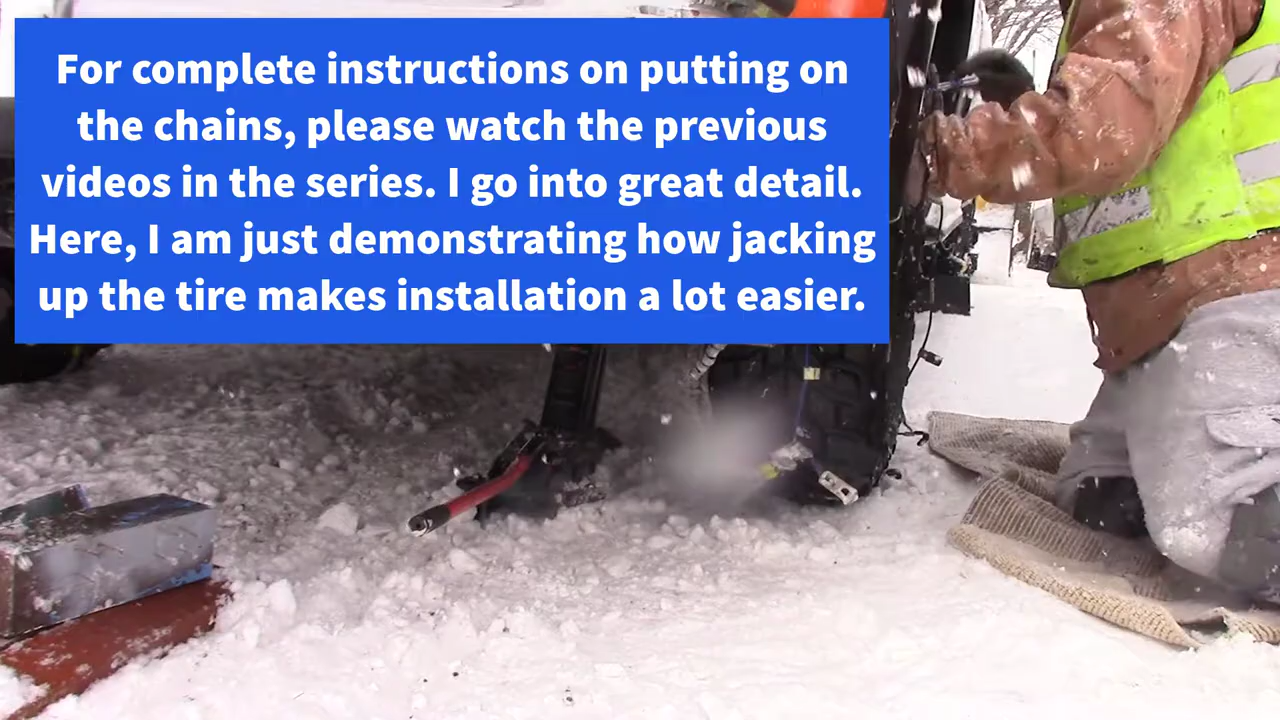 For complete instructions on putting on
the chains, please watch the previous
videos in the series. I go into great detail.
Here, I am just demonstrating how jacking
up the tire makes installation a lot easier.